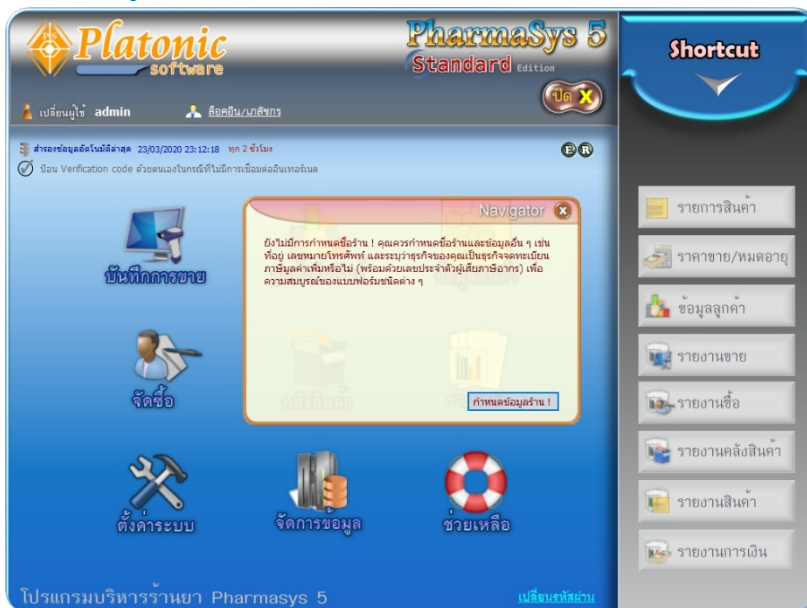 Platonic
software
PharmaSys 5
Standard Edition
เปลี่ยนผู้ใช้ admin
ล็อคอิน/เภสัชกร
ปิด X
สำรองข้อมูลอัตโนมัติล่าสุด 23/03/2020 23:12:18 ทุก 2 ชั่วโมง
E R
ป้อน Verification code ด้วยตนเองในกรณีที่ไม่มีการเชื่อมต่ออินเทอร์เนต
Navigator
ยังไม่มีการกำหนดชื่อร้าน ! คุณควรกำหนดชื่อร้านและข้อมูลอื่น ๆ เช่น
ที่อยู่ เลขหมายโทรศัพท์ และระบุว่าธุรกิจของคุณเป็นธุรกิจจดทะเบียน
ภาษีมูลค่าเพิ่มหรือไม่ (พร้อมด้วยเลขประจำตัวผู้เสียภาษีอากร) เพื่อ
ความสมบูรณ์ของแบบฟอร์มชนิดต่าง ๆ
กำหนดข้อมูลร้าน !
บันทึกการขาย
ข้อมูลลูกค้า
จัดซื้อ
คลังสินค้า
ตั้งค่าระบบ
จัดการข้อมูล
ช่วยเหลือ
โปรแกรมบริหารร้านยา Pharmasys 5
เปลี่ยนรหัสผ่าน
Shortcut
รายการสินค้า
ราคาขาย/หมดอายุ
ข้อมูลลูกค้า
รายงานขาย
รายงานซื้อ
รายงานคลังสินค้า
รายงานสินค้า
รายงานการเงิน